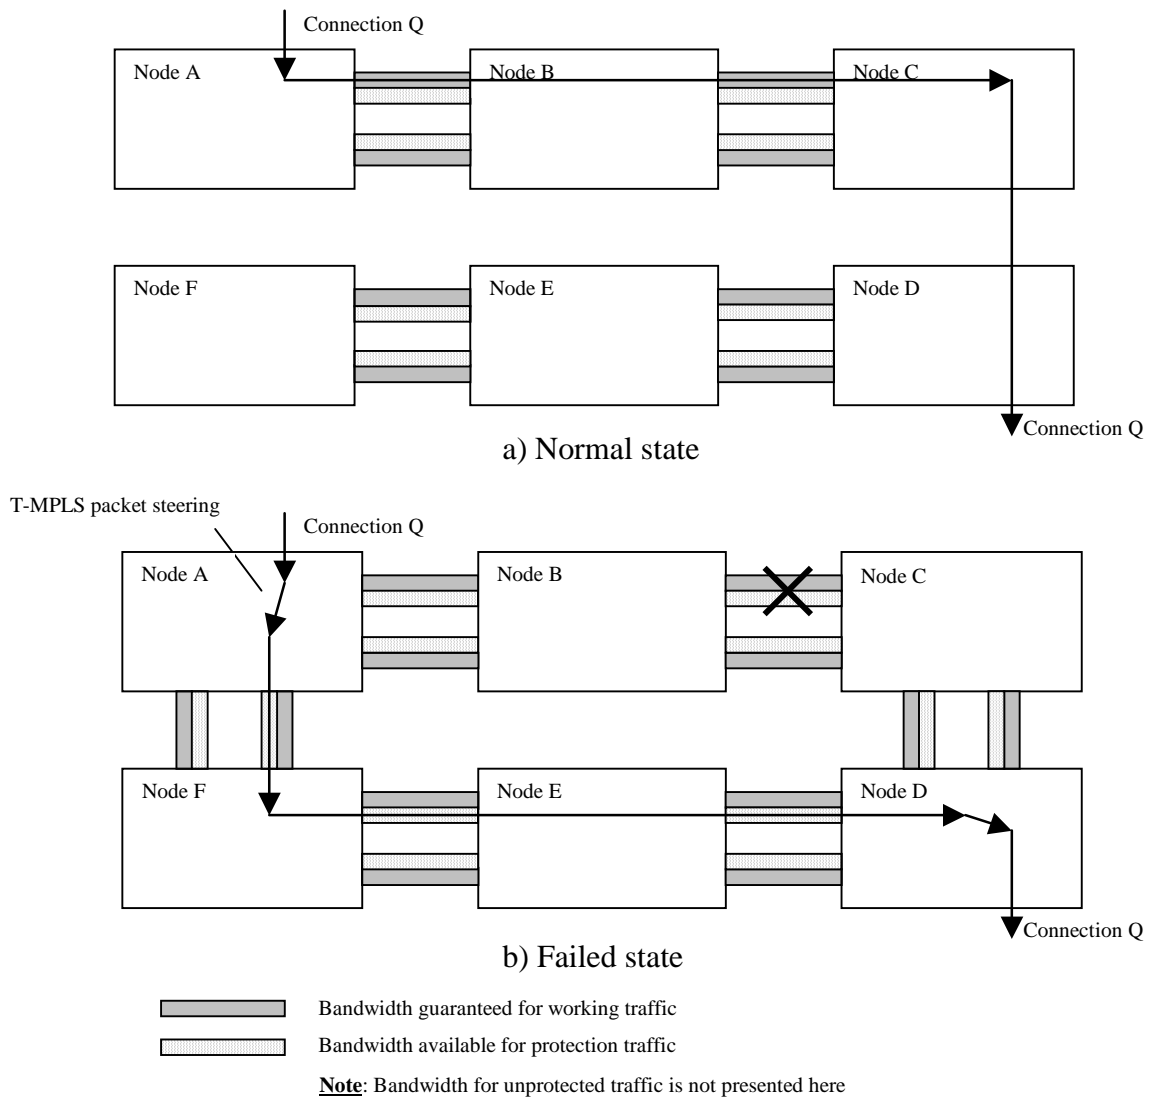 Connection Q
Node A
Node B
Node C
Node F
Node E
Node D
Connection Q
a) Normal state
T-MPLS packet steering
Connection Q
Node A
Node B
Node C
Node F
Node E
Node D
Connection Q
b) Failed state
Bandwidth guaranteed for working traffic
Bandwidth available for protection traffic
Note: Bandwidth for unprotected traffic is not presented here